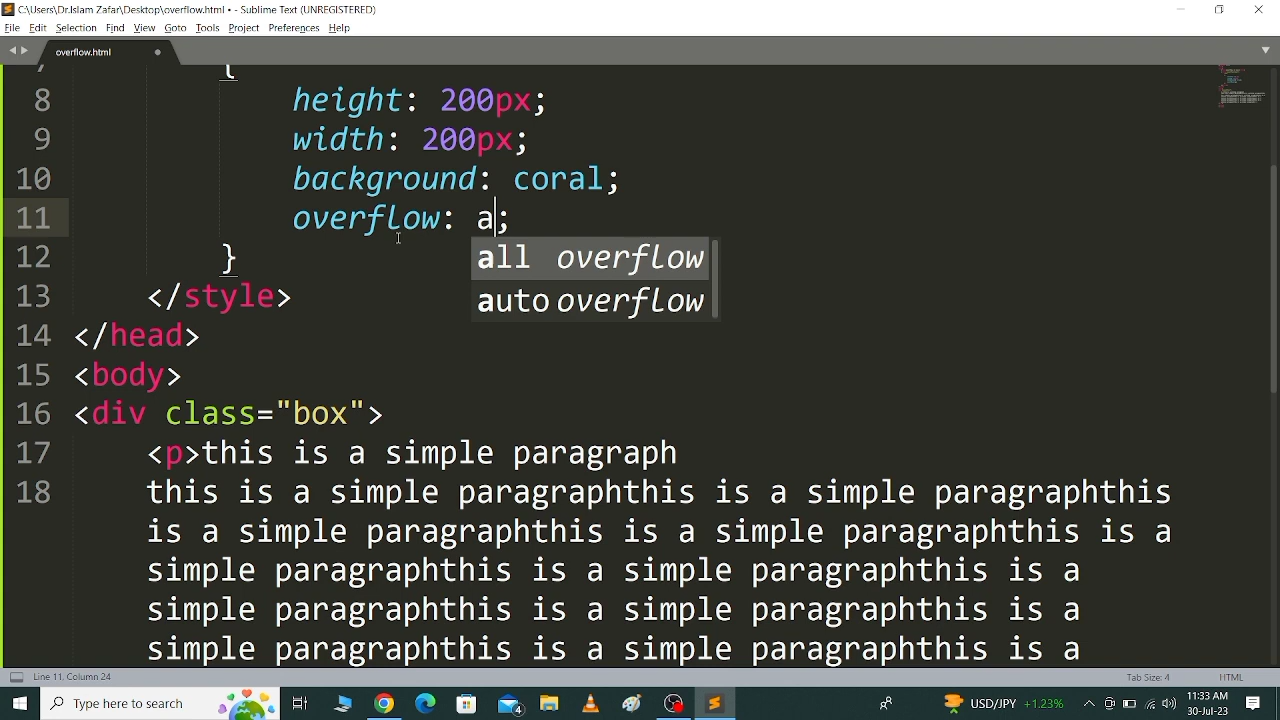 C:\Users\Dr.Islam Zafar\Desktop\overflow.html • - Sublime Text (UNREGISTERED)
File Edit Selection Find View Goto Tools Project Preferences Help
overflow.html
7 {
8 height: 200px;
9 width: 200px;
10 background: coral;
11 overflow: a;
all overflow
auto overflow
12 }
13 </style>
14 </head>
15 <body>
16 <div class="box">
17 <p>this is a simple paragraph
18 this is a simple paragraphthis is a simple paragraphthis
is a simple paragraphthis is a simple paragraphthis is a
simple paragraphthis is a simple paragraphthis is a
simple paragraphthis is a simple paragraphthis is a
simple paragraphthis is a simple paragraphthis is a
Line 11, Column 24 Tab Size: 4 HTML
Type here to search 4 USD/JPY +1.23% 11:33 AM
30-Jul-23